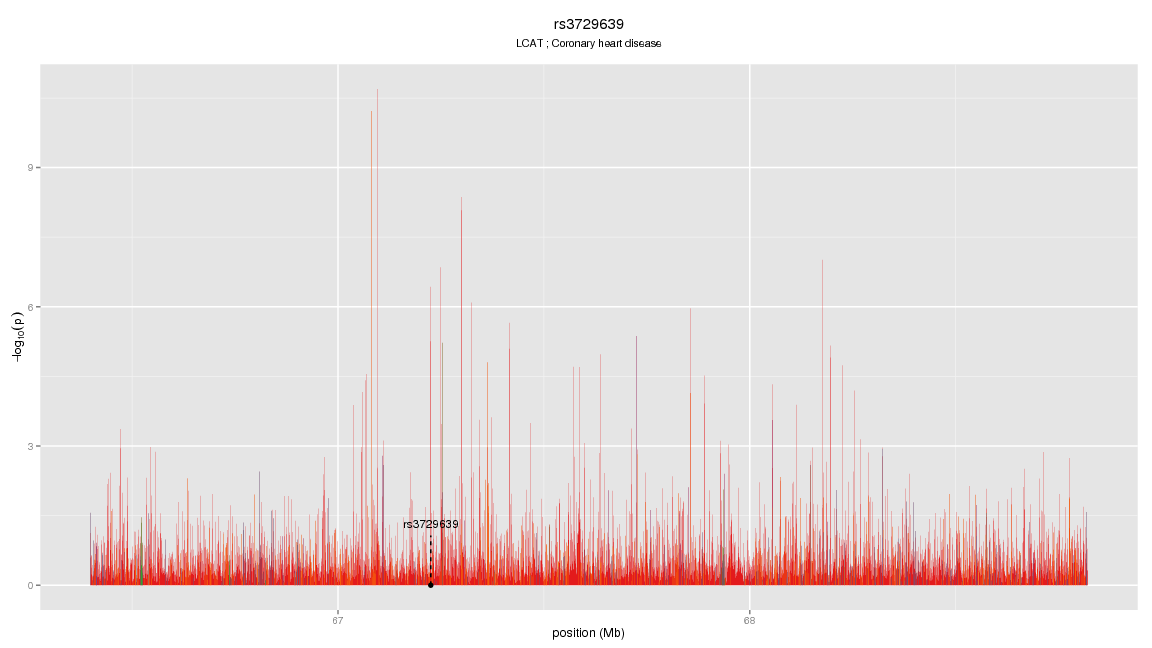 rs3729639
LCAT ; Coronary heart disease
9
6
3
0
−log10(p)
rs3729639
67
68
position (Mb)